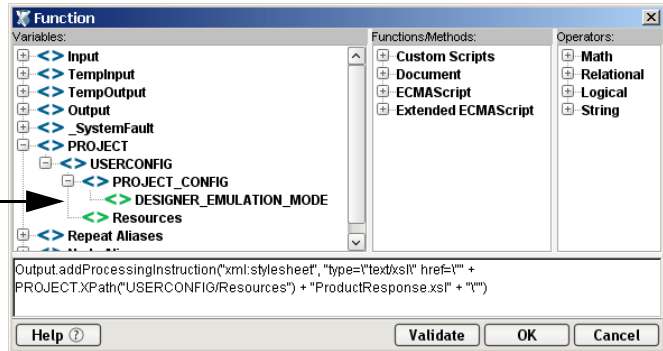 Function
Variables:
Input
TempInput
TempOutput
Output
_SystemFault
PROJECT
USERCONFIG
PROJECT_CONFIG
DESIGNER_EMULATION_MODE
Resources
Repeat Aliases
Functions/Methods:
Custom Scripts
Document
ECMAScript
Extended ECMAScript
Operators:
Math
Relational
Logical
String
Output.addProcessingInstruction("xml:stylesheet", "type=\"text/xsl\" href=\"" +
PROJECT.XPath("USERCONFIG/Resources") + "ProductResponse.xsl" + "\"")
Help ?
Validate
OK
Cancel